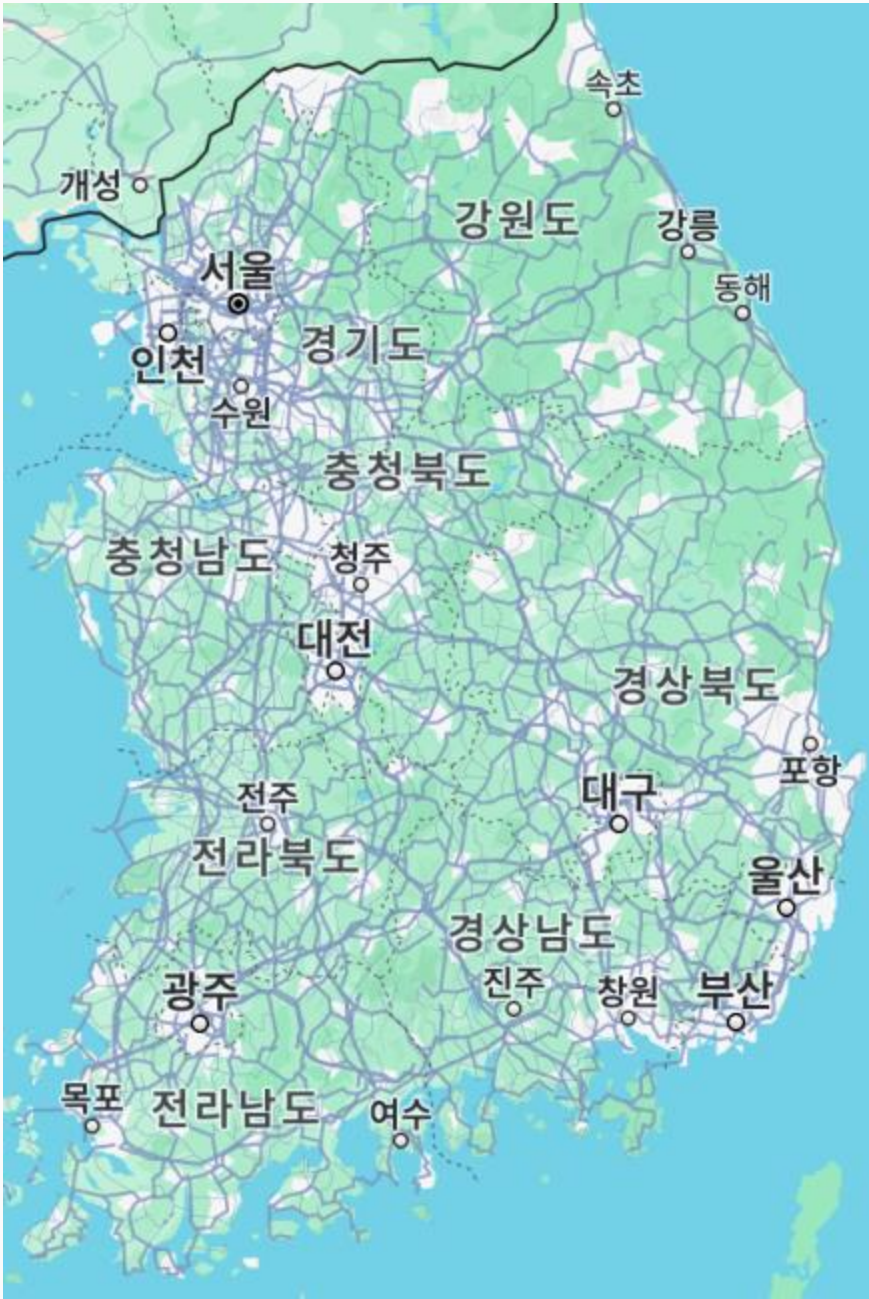 속초
개성
강원도
강릉
서울
동해
인천
경기도
수원
충청북도
충청남도
청주
대전
경상북도
포항
전주
대구
전라북도
울산
경상남도
광주
진주
창원
부산
목포
전라남도
여수